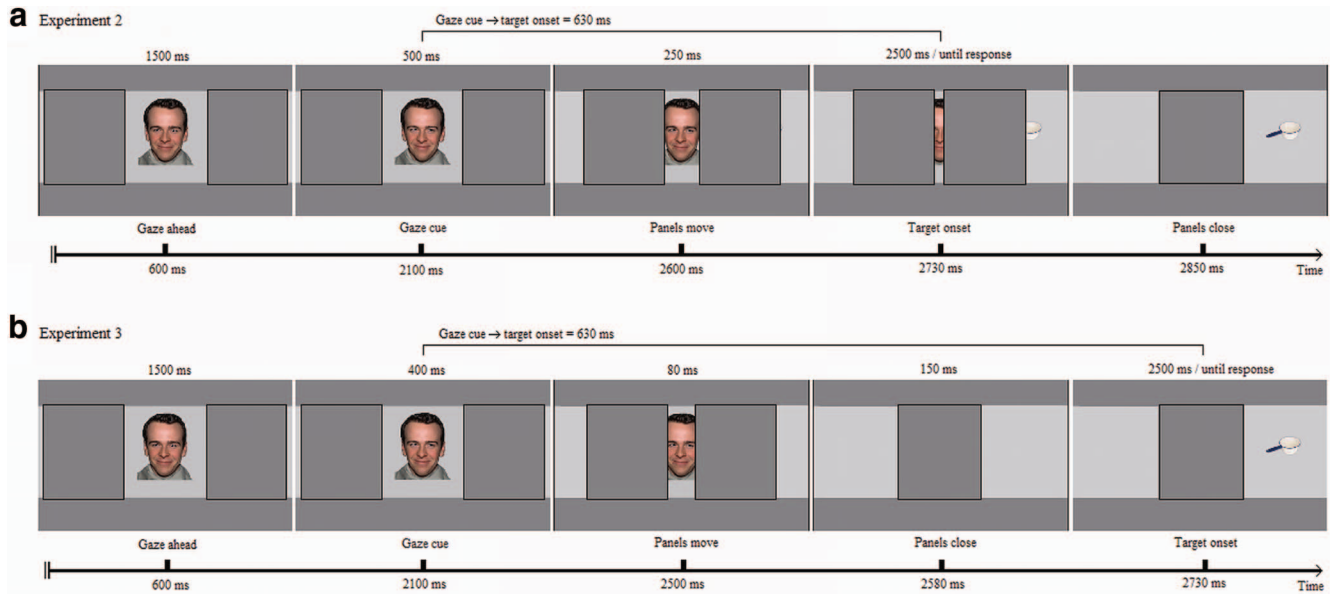 a
Experiment 2
Gaze cue → target onset = 630 ms
1500 ms
500 ms
250 ms
2500 ms / until response
Gaze ahead
Gaze cue
Panels move
Target onset
Panels close
600 ms
2100 ms
2600 ms
2730 ms
2850 ms
Time
b
Experiment 3
Gaze cue → target onset = 630 ms
1500 ms
400 ms
80 ms
150 ms
2500 ms / until response
Gaze ahead
Gaze cue
Panels move
Panels close
Target onset
600 ms
2100 ms
2500 ms
2580 ms
2730 ms
Time